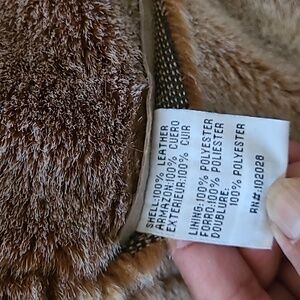 SHELL:100% LEATHER
ARMAZON:100% CUERO
EXTERIEUR:100% CUIR
LINING:100% POLYESTER
FORRO:100% POLIESTER
DOUBLURE:
100% POLYESTER
RN#:102028